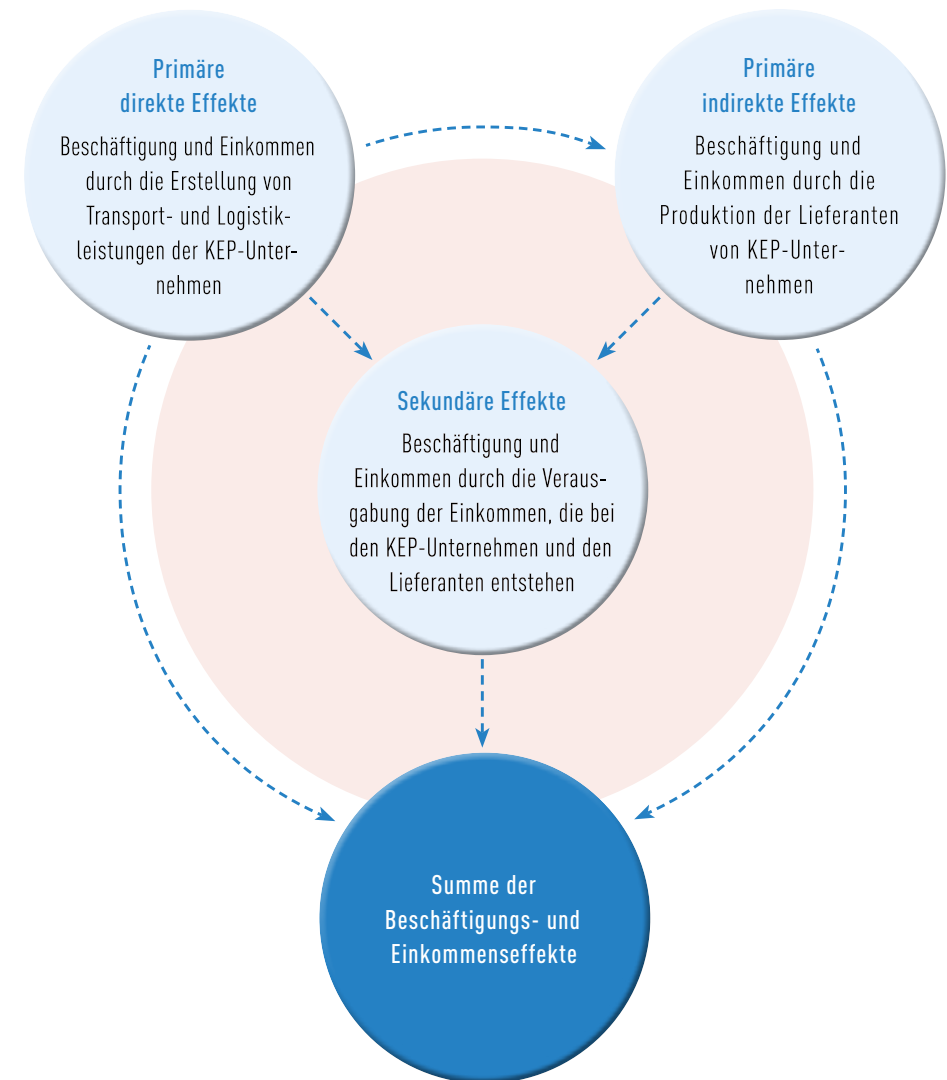 Primäre
direkte Effekte
Beschäftigung und Einkommen
durch die Erstellung von
Transport- und Logistik-
leistungen der KEP-Unter-
nehmen
Primäre
indirekte Effekte
Beschäftigung und
Einkommen durch die
Produktion der Lieferanten
von KEP-Unter-
nehmen
Sekundäre Effekte
Beschäftigung und
Einkommen durch die Veraus-
gabung der Einkommen, die bei
den KEP-Unternehmen und den
Lieferanten entstehen
Summe der
Beschäftigungs- und
Einkommenseffekte